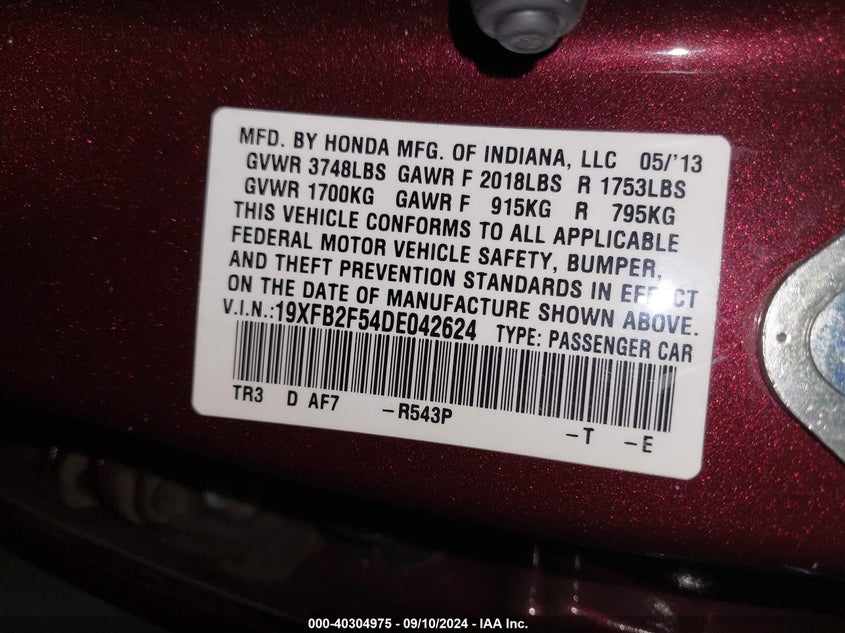 MFD. BY HONDA MFG. OF INDIANA, LLC 05/'13
GVWR 3748LBS GAWR F 2018LBS R 1753LBS
GVWR 1700KG GAWR F 915KG R 795KG
THIS VEHICLE CONFORMS TO ALL APPLICABLE
FEDERAL MOTOR VEHICLE SAFETY, BUMPER,
AND THEFT PREVENTION STANDARDS IN EFFECT
ON THE DATE OF MANUFACTURE SHOWN ABOVE.
V.I.N.:19XFB2F54DE042624 TYPE: PASSENGER CAR
TR3 D AF7 -R543P -T -E
000-40304975 - 09/10/2024 - IAA Inc.